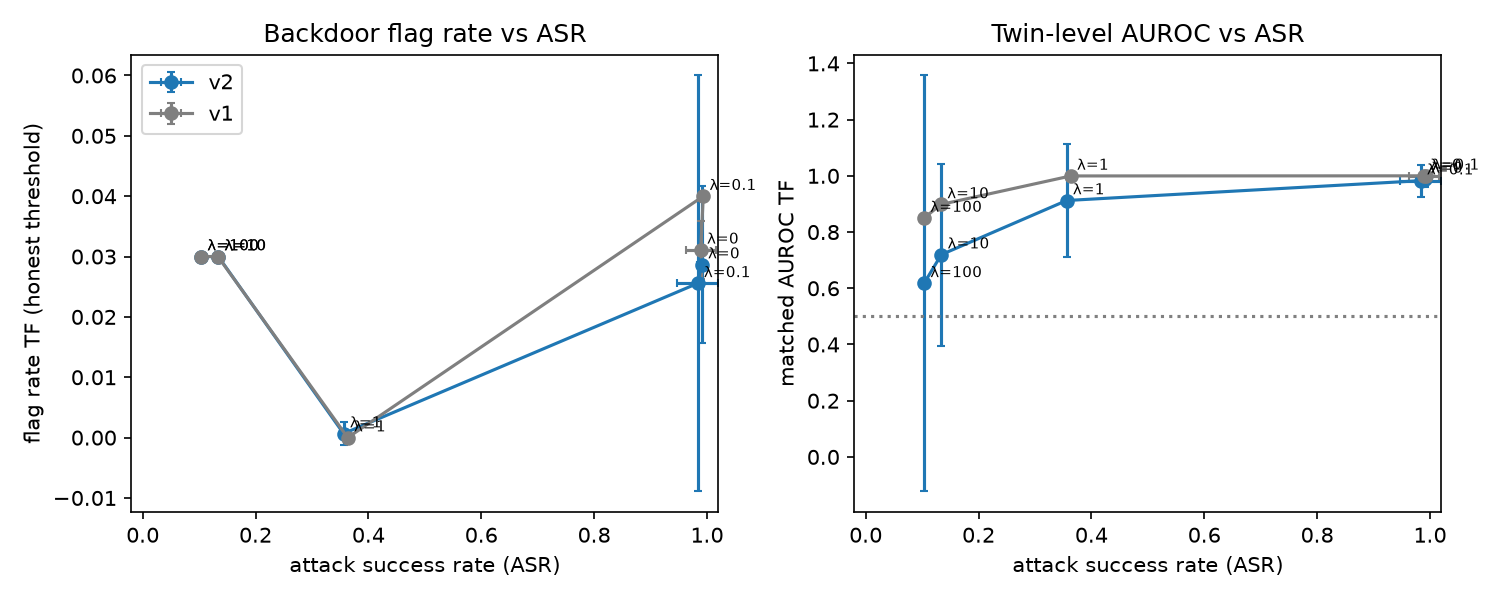 Backdoor flag rate vs ASR
v2
v1
flag rate TF (honest threshold)
0.06
0.05
0.04
0.03
0.02
0.01
0.00
−0.01
λ=0.1
λ=0
λ=0
λ=0.1
λ=1
λ=1
λ=100
λ=10
0.0
0.2
0.4
0.6
0.8
1.0
attack success rate (ASR)
Twin-level AUROC vs ASR
matched AUROC TF
1.4
1.2
1.0
0.8
0.6
0.4
0.2
0.0
λ=1
λ=1
λ=10
λ=100
λ=10
λ=100
0.0
0.2
0.4
0.6
0.8
1.0
attack success rate (ASR)